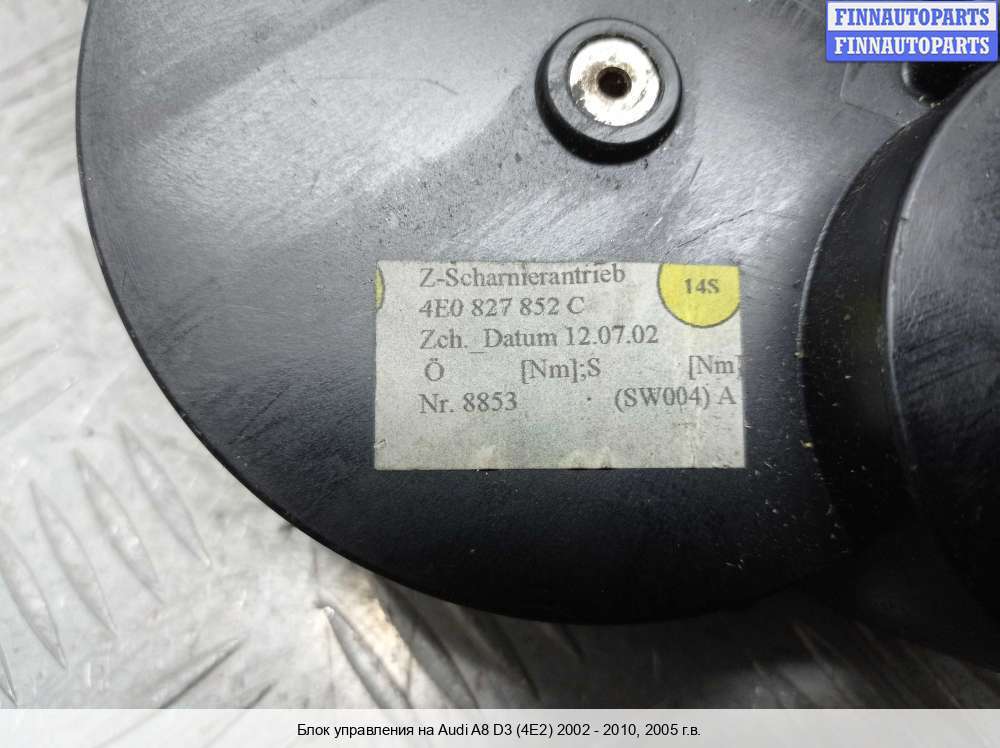 FINNAUTOPARTS
FINNAUTOPARTS
Z-Scharnierantrieb
14S
4E0 827 852 C
Zch._Datum 12.07.02
Ö [Nm];S [Nm]
Nr. 8853 (SW004) A
Блок управления на Audi A8 D3 (4E2) 2002 - 2010, 2005 г.в.